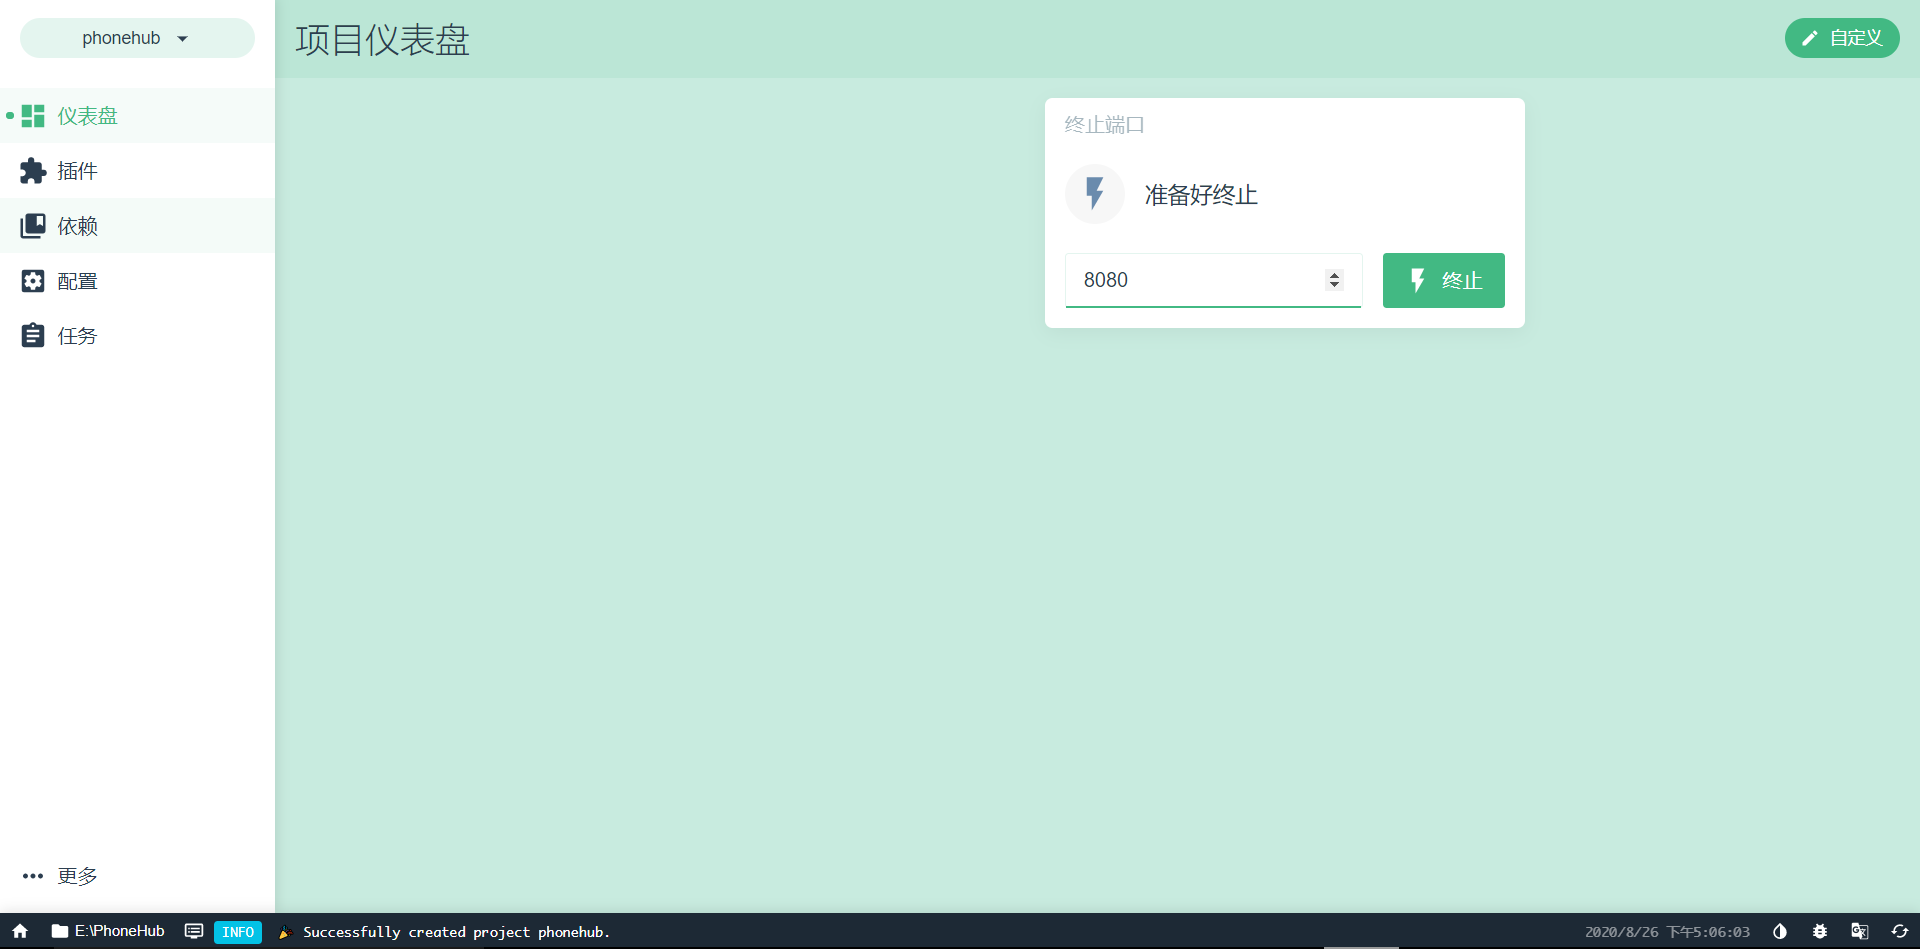 phonehub
项目仪表盘
自定义
仪表盘
插件
依赖
配置
任务
更多
终止端口
准备好终止
8080
终止
E:\PhoneHub
INFO
Successfully created project phonehub.
2020/8/26 下午5:06:03